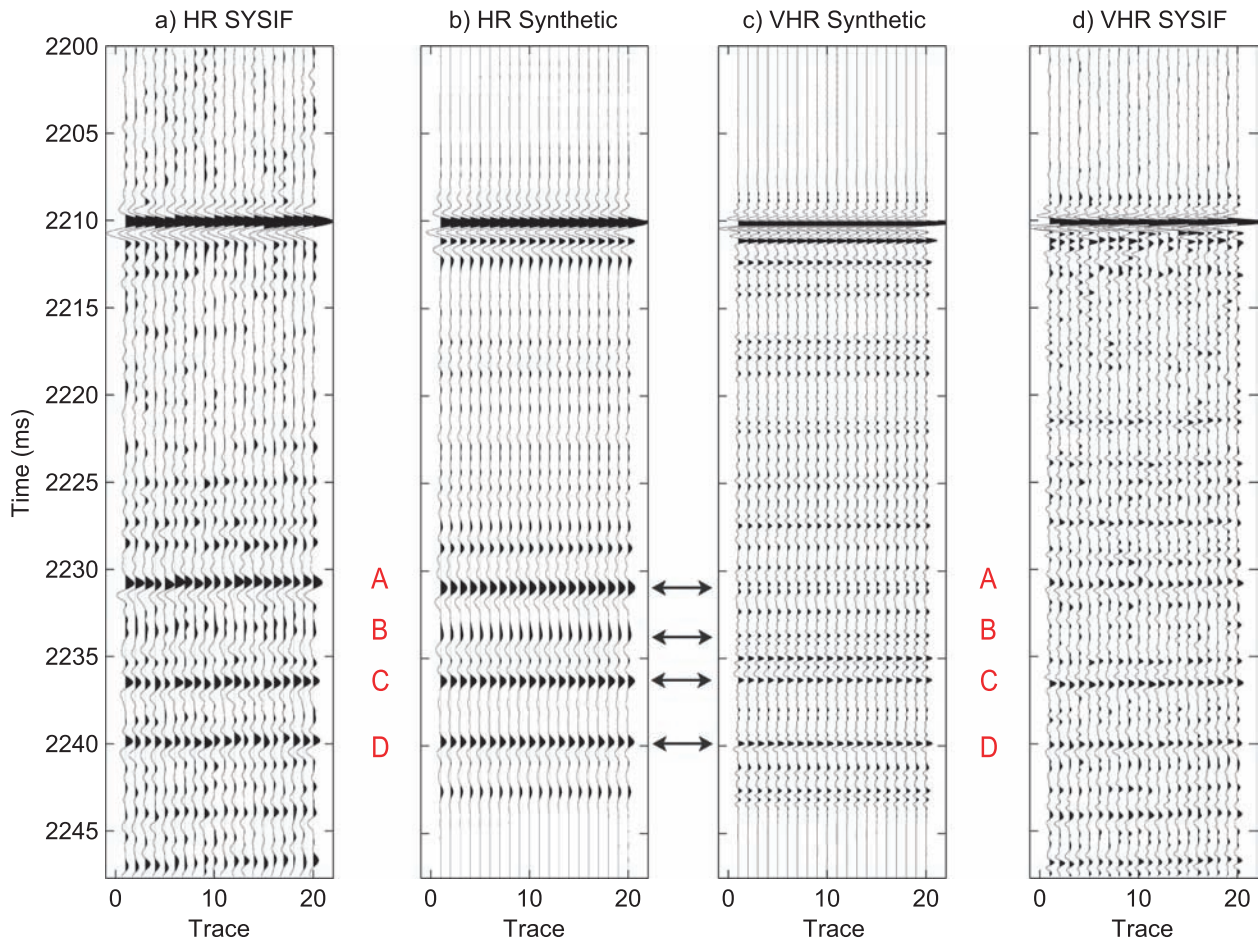 a) HR SYSIF
b) HR Synthetic
c) VHR Synthetic
d) VHR SYSIF
Time (ms)
2200
2205
2210
2215
2220
2225
2230
2235
2240
2245
A
B
C
D
A
B
C
D
0 10 20
0 10 20
0 10 20
0 10 20
Trace
Trace
Trace
Trace